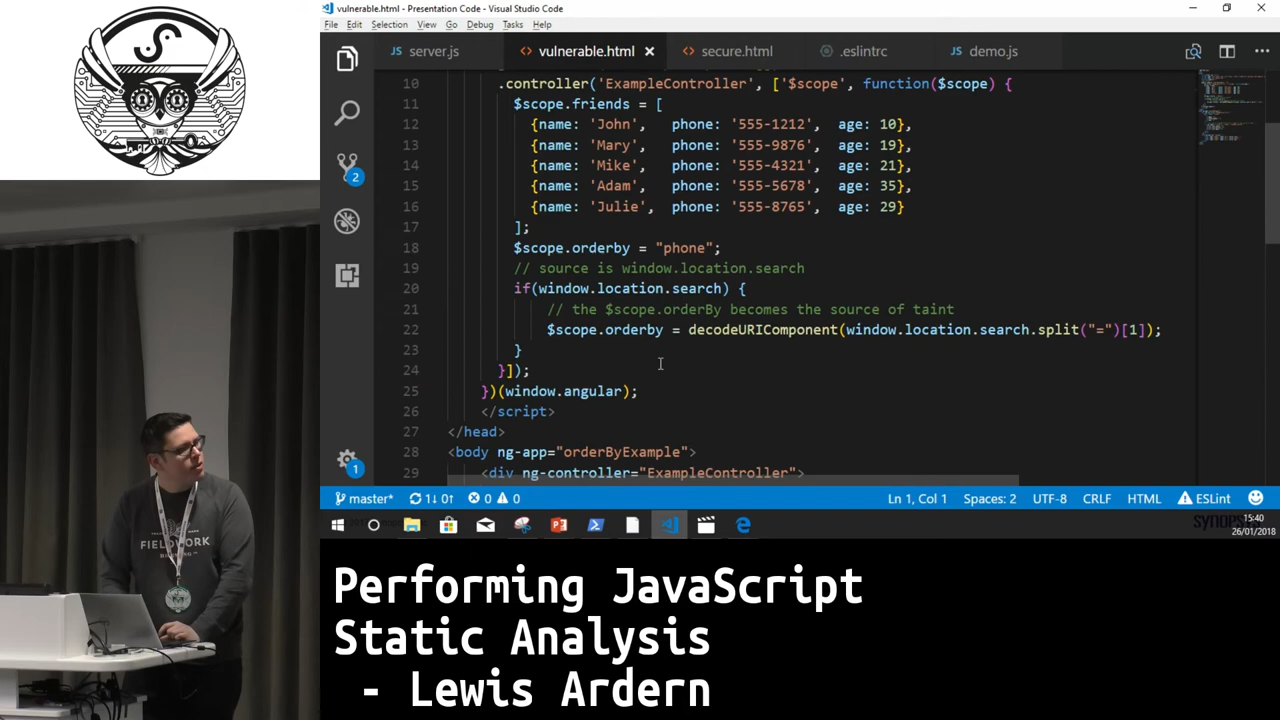 vulnerable.html - Presentation Code - Visual Studio Code
File Edit Selection View Go Debug Tasks Help
server.js vulnerable.html secure.html .eslintrc demo.js
10 .controller('ExampleController', ['$scope', function($scope) {
11 $scope.friends = [
12 {name: 'John', phone: '555-1212', age: 10},
13 {name: 'Mary', phone: '555-9876', age: 19},
14 {name: 'Mike', phone: '555-4321', age: 21},
15 {name: 'Adam', phone: '555-5678', age: 35},
16 {name: 'Julie', phone: '555-8765', age: 29}
17 ];
18 $scope.orderby = "phone";
19 // source is window.location.search
20 if(window.location.search) {
21 // the $scope.orderBy becomes the source of taint
22 $scope.orderby = decodeURIComponent(window.location.search.split("=")[1]);
23 }
24 }]);
25 })(window.angular);
26 </script>
27 </head>
28 <body ng-app="orderByExample">
29 <div ng-controller="ExampleController">
2
1
master* 1↓ 0↑ 0 0 Ln 1, Col 1 Spaces: 2 UTF-8 CRLF HTML ESLint
15:40
26/01/2018
FIELDWORK
Performing JavaScript
Static Analysis
- Lewis Ardern